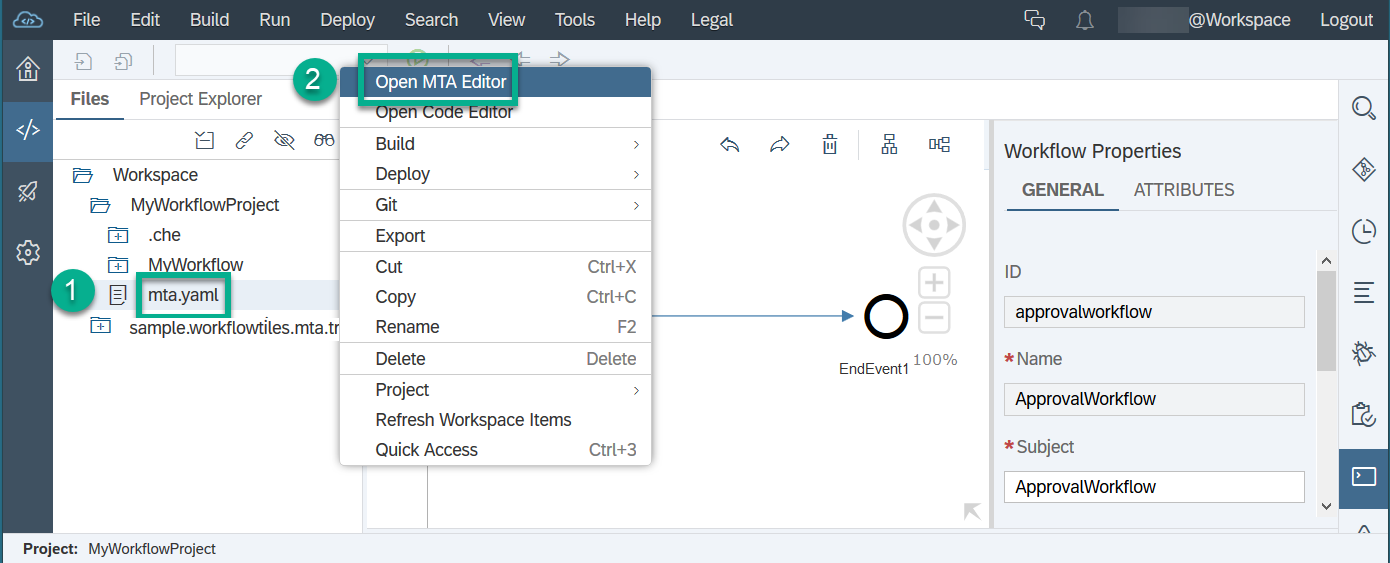 File Edit Build Run Deploy Search View Tools Help Legal @Workspace Logout
2
Open MTA Editor
Files Project Explorer
Open Code Editor
Build
Deploy
Git
Export
Cut Ctrl+X
Copy Ctrl+C
Rename F2
Delete Delete
Project
Refresh Workspace Items
Quick Access Ctrl+3
Workspace
MyWorkflowProject
.che
MyWorkflow
1
mta.yaml
sample.workflowtiles.mta.tr
EndEvent1
100%
Workflow Properties
GENERAL ATTRIBUTES
ID
approvalworkflow
*Name
ApprovalWorkflow
*Subject
ApprovalWorkflow
Project: MyWorkflowProject